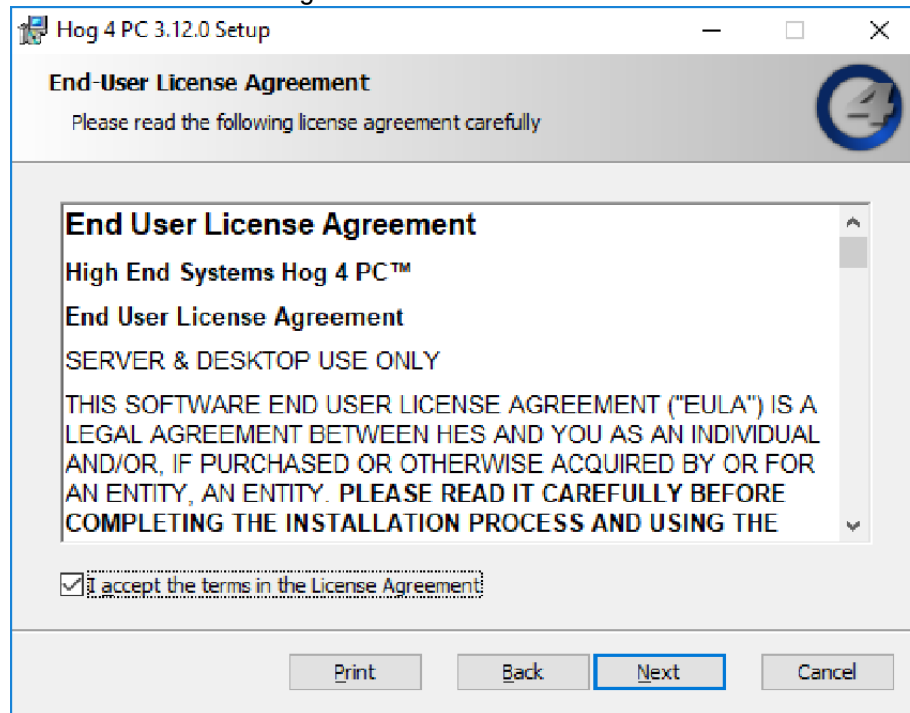 Hog 4 PC 3.12.0 Setup
End-User License Agreement
Please read the following license agreement carefully
4
End User License Agreement
High End Systems Hog 4 PC™
End User License Agreement
SERVER & DESKTOP USE ONLY
THIS SOFTWARE END USER LICENSE AGREEMENT ("EULA") IS A
LEGAL AGREEMENT BETWEEN HES AND YOU AS AN INDIVIDUAL
AND/OR, IF PURCHASED OR OTHERWISE ACQUIRED BY OR FOR
AN ENTITY, AN ENTITY. PLEASE READ IT CAREFULLY BEFORE
COMPLETING THE INSTALLATION PROCESS AND USING THE
I accept the terms in the License Agreement
Print Back Next Cancel